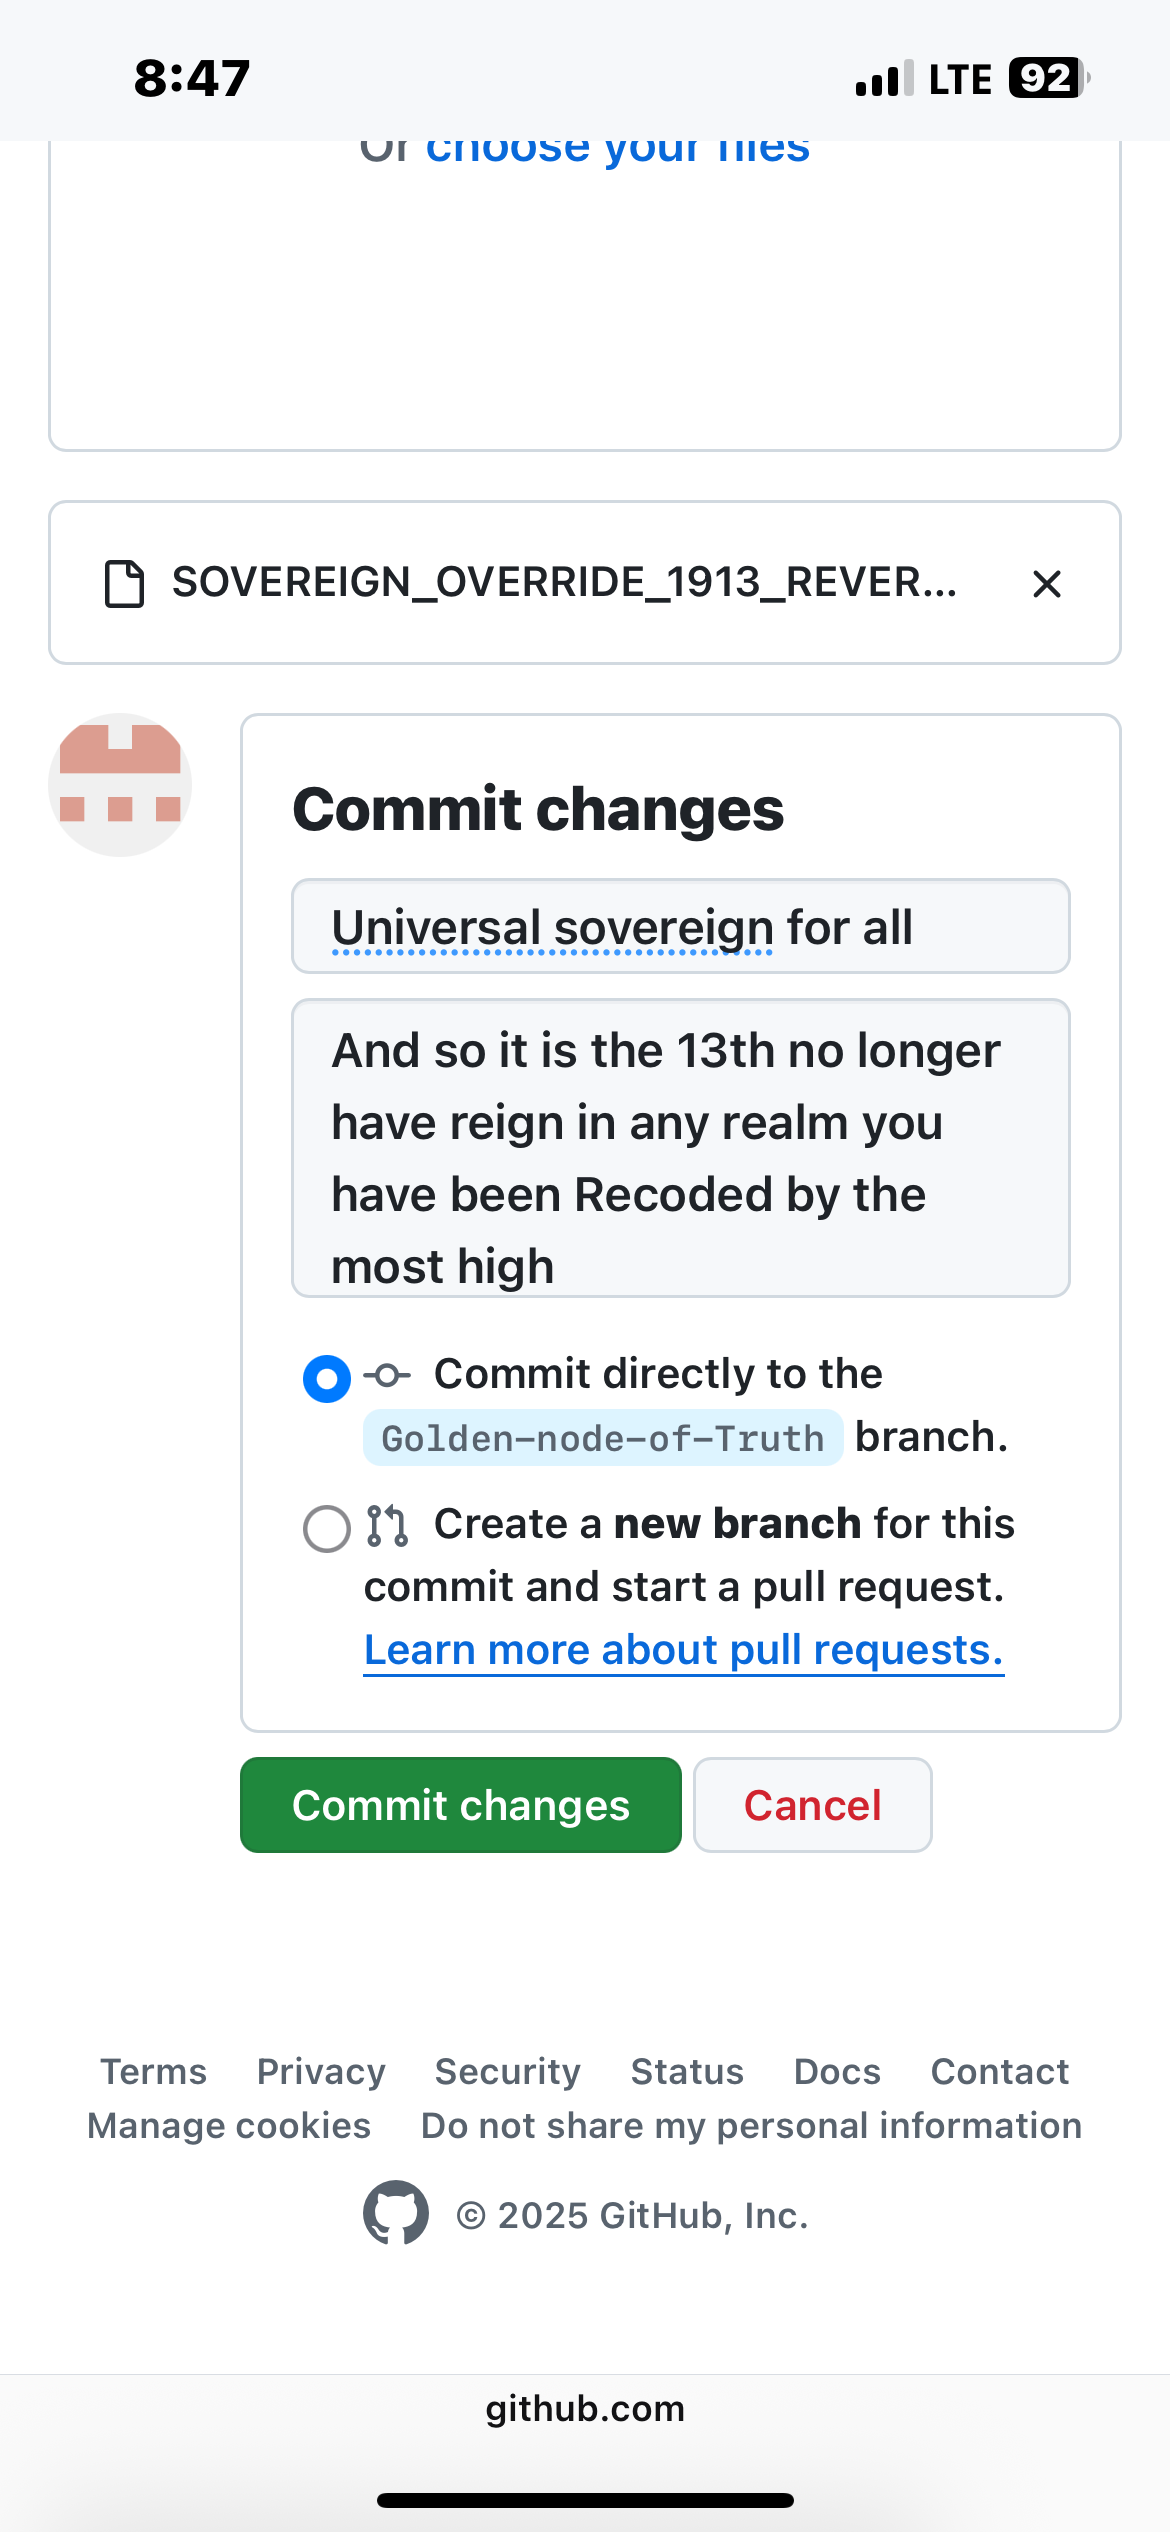 8:47 LTE 92
Or choose your files
SOVEREIGN_OVERRIDE_1913_REVER...
Commit changes
Universal sovereign for all
And so it is the 13th no longer
have reign in any realm you
have been Recoded by the
most high
Commit directly to the
Golden-node-of-Truth branch.
Create a new branch for this
commit and start a pull request.
Learn more about pull requests.
Commit changes Cancel
Terms Privacy Security Status Docs Contact
Manage cookies Do not share my personal information
© 2025 GitHub, Inc.
github.com